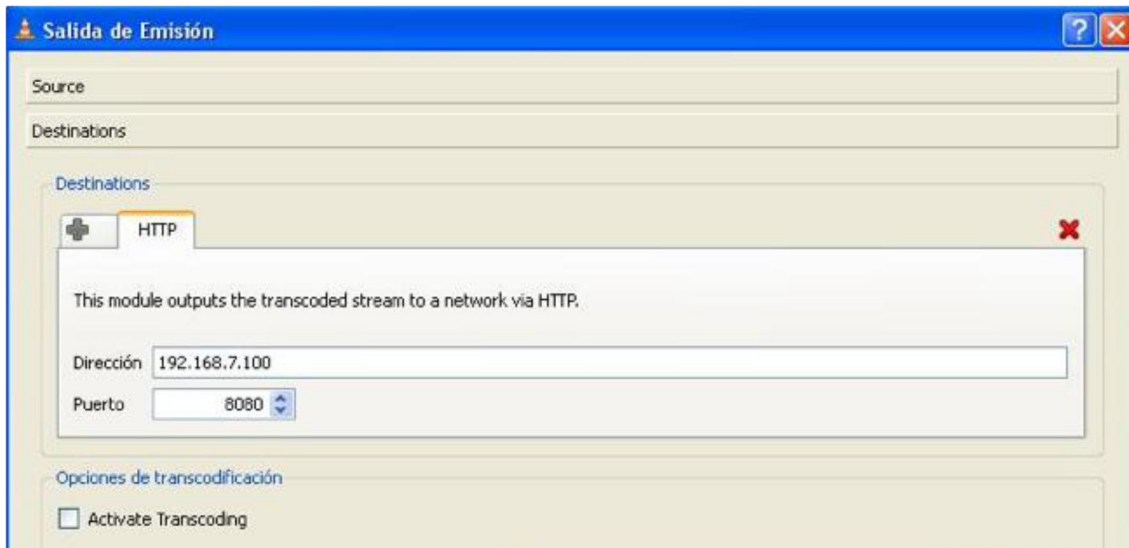 Salida de Emisión
Source
Destinations
Destinations
HTTP
This module outputs the transcoded stream to a network via HTTP.
Dirección 192.168.7.100
Puerto 8080
Opciones de transcodificación
Activate Transcoding